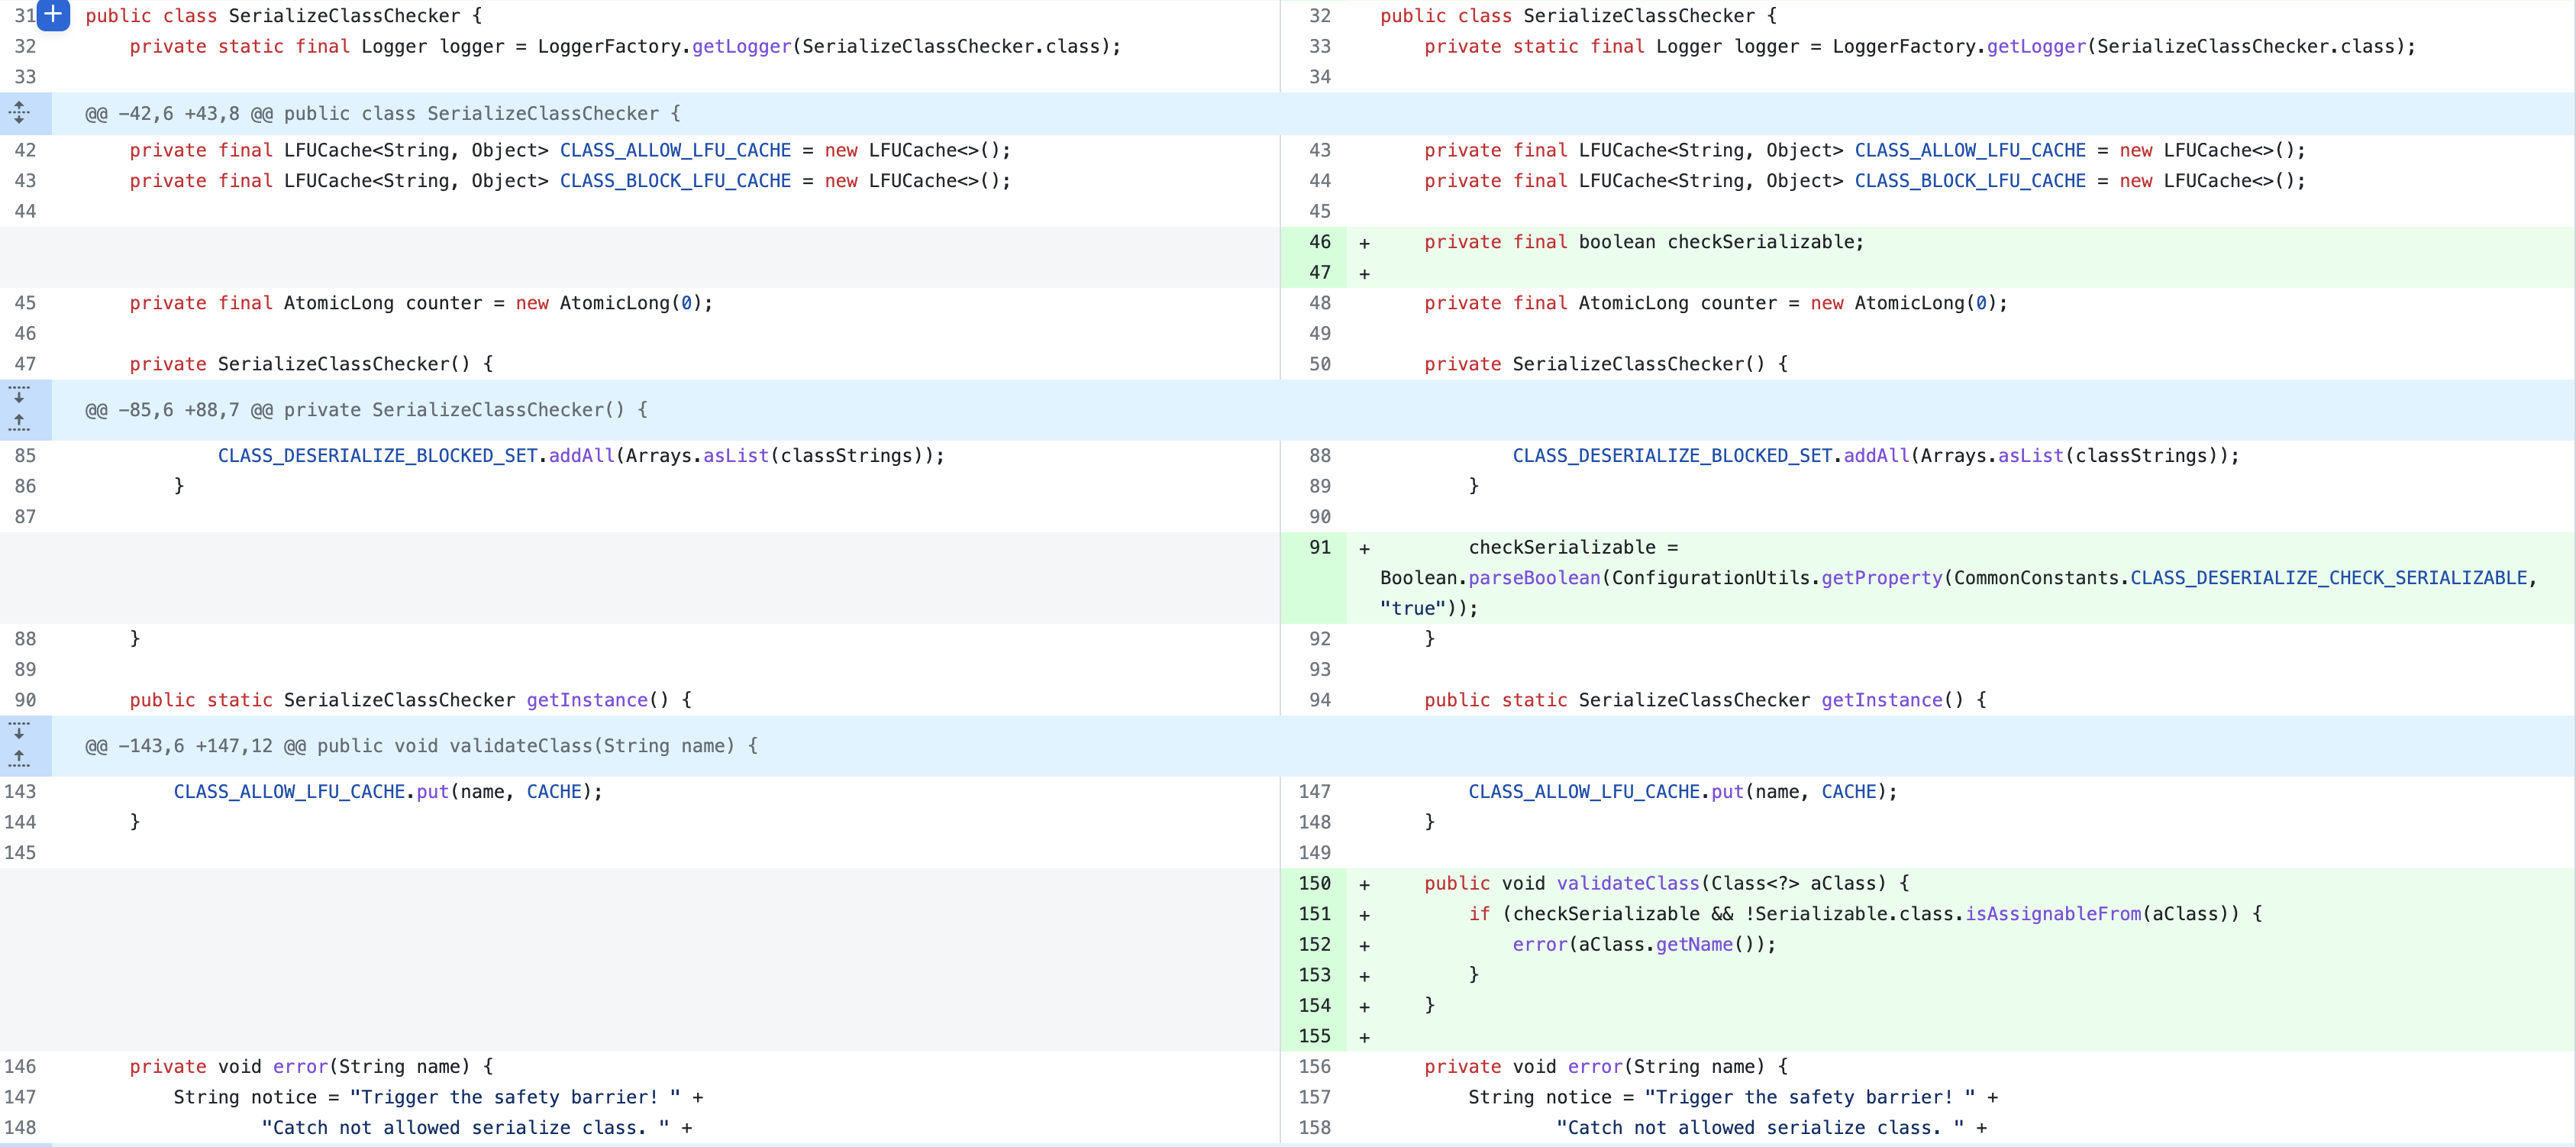 31 public class SerializeClassChecker {
32 private static final Logger logger = LoggerFactory.getLogger(SerializeClassChecker.class);
33
@@ -42,6 +43,8 @@ public class SerializeClassChecker {
42 private final LFUCache<String, Object> CLASS_ALLOW_LFU_CACHE = new LFUCache<>();
43 private final LFUCache<String, Object> CLASS_BLOCK_LFU_CACHE = new LFUCache<>();
44
45 private final AtomicLong counter = new AtomicLong(0);
46
47 private SerializeClassChecker() {
@@ -85,6 +88,7 @@ private SerializeClassChecker() {
85 CLASS_DESERIALIZE_BLOCKED_SET.addAll(Arrays.asList(classStrings));
86 }
87
88 }
89
90 public static SerializeClassChecker getInstance() {
@@ -143,6 +147,12 @@ public void validateClass(String name) {
143 CLASS_ALLOW_LFU_CACHE.put(name, CACHE);
144 }
145
146 private void error(String name) {
147 String notice = "Trigger the safety barrier! " +
148 "Catch not allowed serialize class. " +
32 public class SerializeClassChecker {
33 private static final Logger logger = LoggerFactory.getLogger(SerializeClassChecker.class);
34
43 private final LFUCache<String, Object> CLASS_ALLOW_LFU_CACHE = new LFUCache<>();
44 private final LFUCache<String, Object> CLASS_BLOCK_LFU_CACHE = new LFUCache<>();
45
46 + private final boolean checkSerializable;
47 +
48 private final AtomicLong counter = new AtomicLong(0);
49
50 private SerializeClassChecker() {
88 CLASS_DESERIALIZE_BLOCKED_SET.addAll(Arrays.asList(classStrings));
89 }
90
91 + checkSerializable =
Boolean.parseBoolean(ConfigurationUtils.getProperty(CommonConstants.CLASS_DESERIALIZE_CHECK_SERIALIZABLE,
"true"));
92 }
93
94 public static SerializeClassChecker getInstance() {
147 CLASS_ALLOW_LFU_CACHE.put(name, CACHE);
148 }
149
150 + public void validateClass(Class<?> aClass) {
151 + if (checkSerializable && !Serializable.class.isAssignableFrom(aClass)) {
152 + error(aClass.getName());
153 + }
154 + }
155 +
156 private void error(String name) {
157 String notice = "Trigger the safety barrier! " +
158 "Catch not allowed serialize class. " +